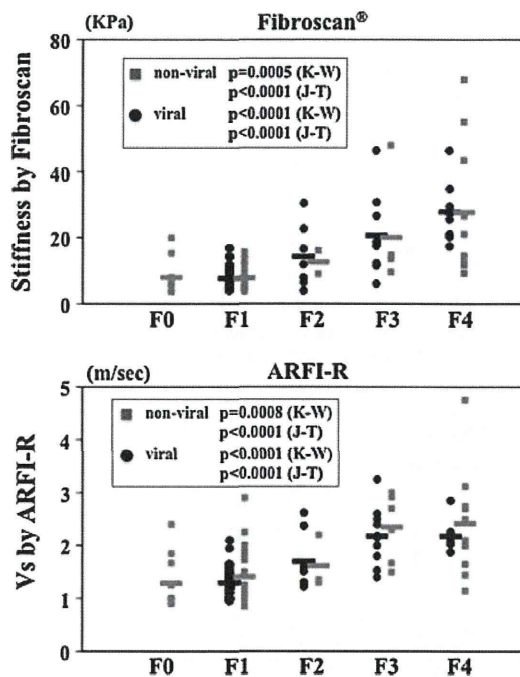 (KPa) Fibroscan®
80
60
40
20
0
Stiffness by Fibroscan
non-viral p=0.0005 (K-W)
p<0.0001 (J-T)
viral p<0.0001 (K-W)
p<0.0001 (J-T)
F0 F1 F2 F3 F4
(m/sec) ARFI-R
5
4
3
2
1
0
Vs by ARFI-R
non-viral p=0.0008 (K-W)
p<0.0001 (J-T)
viral p<0.0001 (K-W)
p<0.0001 (J-T)
F0 F1 F2 F3 F4